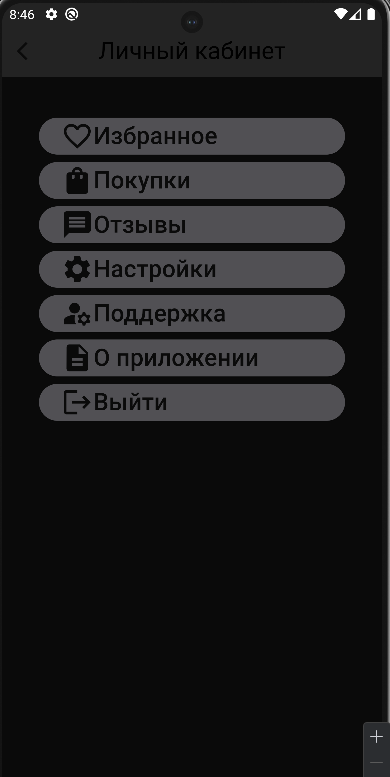 8:46
Личный кабинет
Избранное
Покупки
Отзывы
Настройки
Поддержка
О приложении
Выйти